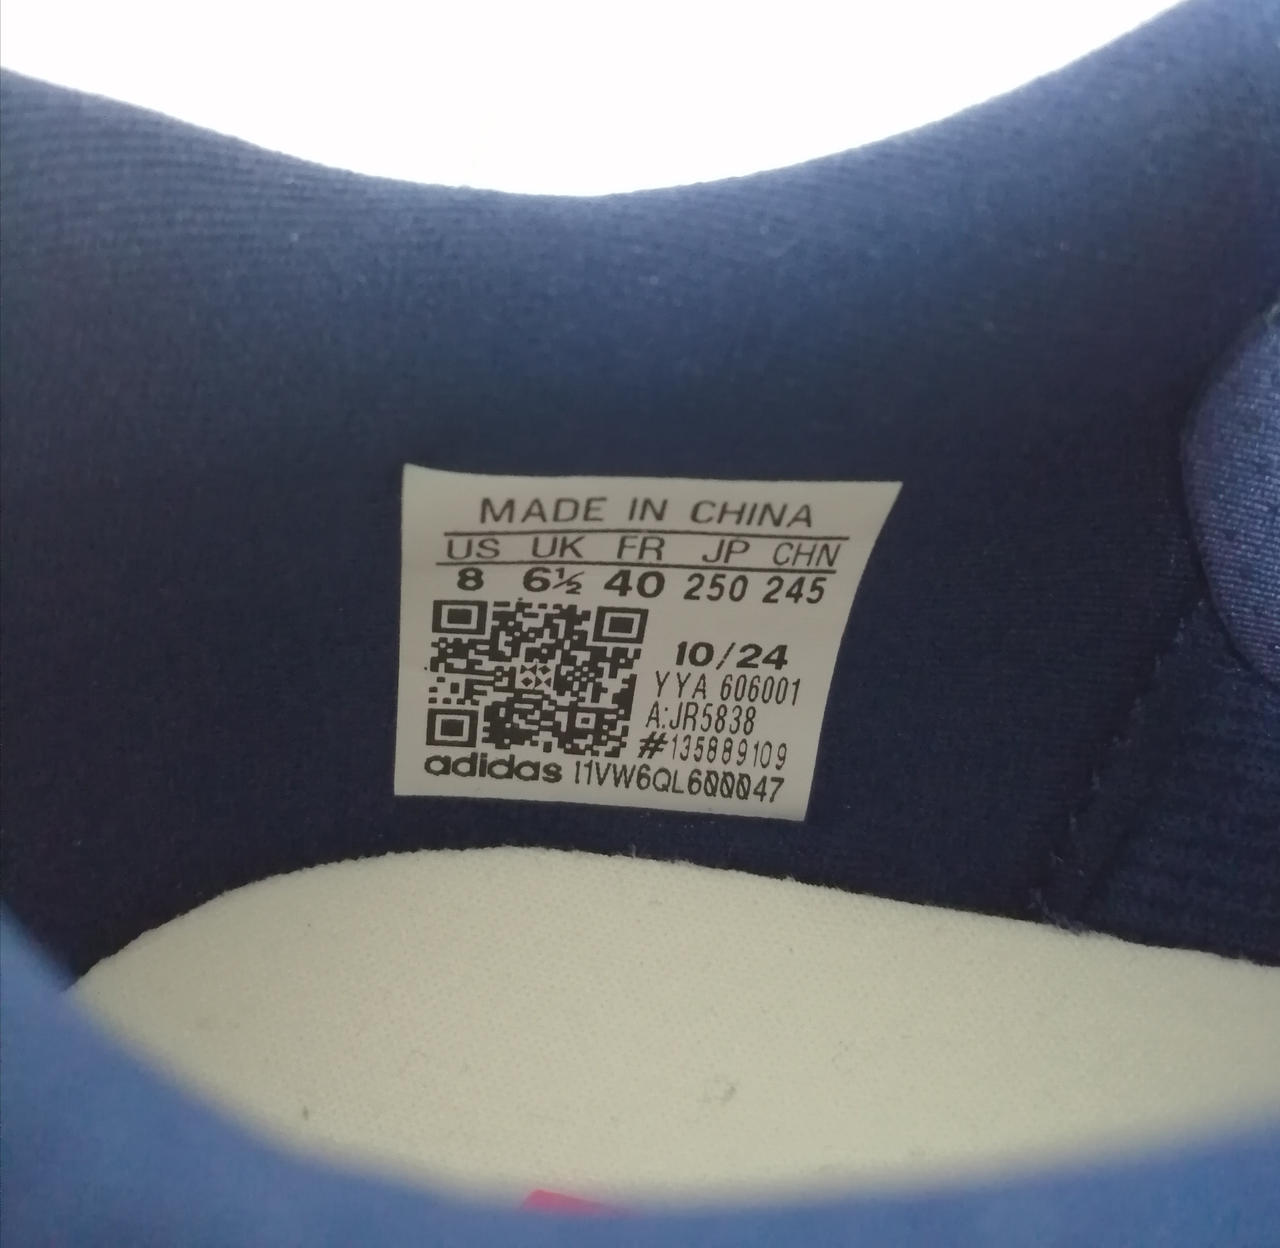 MADE IN CHINA
US UK FR JP CHN
8 6½ 40 250 245
10/24
YYA 606001
A:JR5838
#135889109
adidas I1VW6QL600047